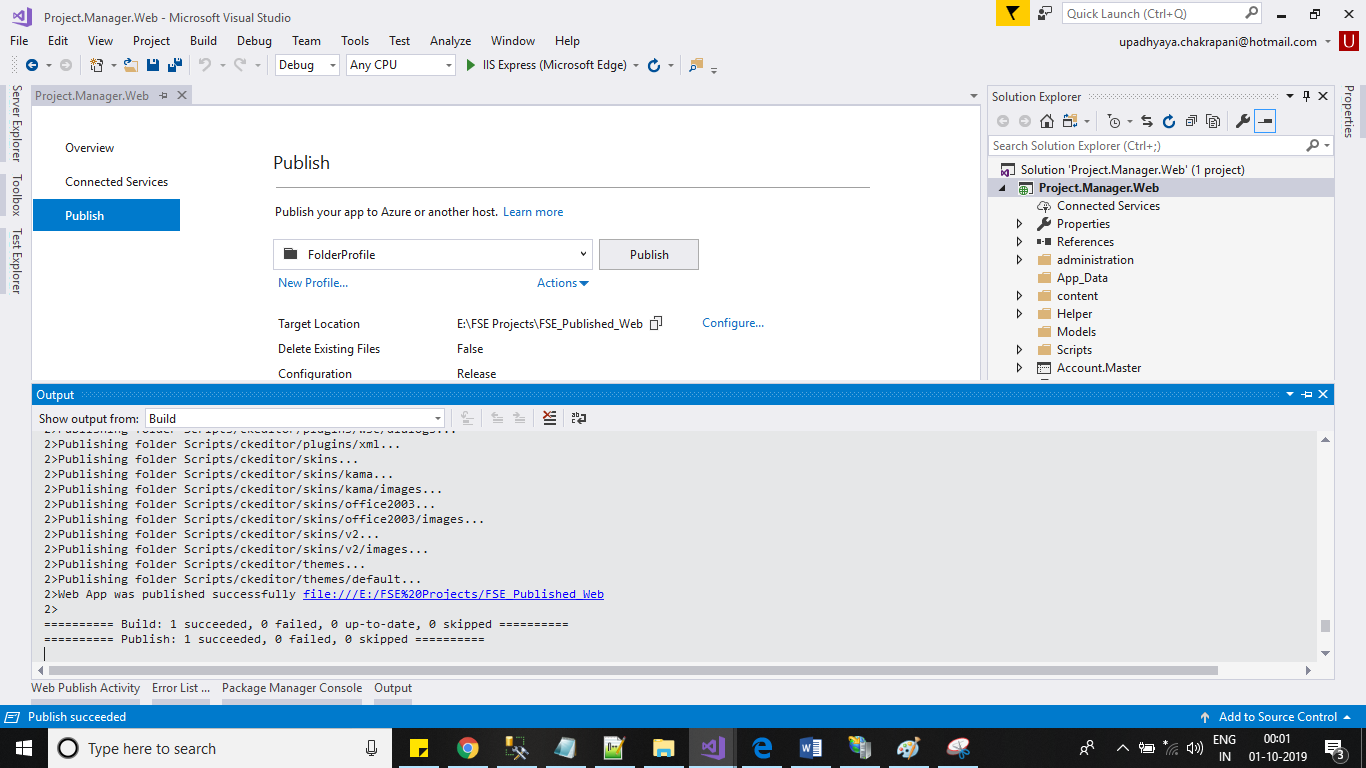 Project.Manager.Web - Microsoft Visual Studio
Quick Launch (Ctrl+Q)
File Edit View Project Build Debug Team Tools Test Analyze Window Help
upadhyaya.chakrapani@hotmail.com U
Debug Any CPU IIS Express (Microsoft Edge)
Server Explorer
Toolbox
Test Explorer
Project.Manager.Web
Overview
Connected Services
Publish
Publish
Publish your app to Azure or another host. Learn more
FolderProfile Publish
New Profile... Actions
Target Location E:\FSE Projects\FSE_Published_Web Configure...
Delete Existing Files False
Configuration Release
Solution Explorer
Search Solution Explorer (Ctrl+;)
Solution 'Project.Manager.Web' (1 project)
Project.Manager.Web
Connected Services
Properties
References
administration
App_Data
content
Helper
Models
Scripts
Account.Master
Properties
Output
Show output from: Build
2>Publishing folder Scripts/ckeditor/plugins/wsc/dialogs...
2>Publishing folder Scripts/ckeditor/plugins/xml...
2>Publishing folder Scripts/ckeditor/skins...
2>Publishing folder Scripts/ckeditor/skins/kama...
2>Publishing folder Scripts/ckeditor/skins/kama/images...
2>Publishing folder Scripts/ckeditor/skins/office2003...
2>Publishing folder Scripts/ckeditor/skins/office2003/images...
2>Publishing folder Scripts/ckeditor/skins/v2...
2>Publishing folder Scripts/ckeditor/skins/v2/images...
2>Publishing folder Scripts/ckeditor/themes...
2>Publishing folder Scripts/ckeditor/themes/default...
2>Web App was published successfully file:///E:/FSE%20Projects/FSE_Published_Web
2>
========== Build: 1 succeeded, 0 failed, 0 up-to-date, 0 skipped ==========
========== Publish: 1 succeeded, 0 failed, 0 skipped ==========
Web Publish Activity Error List ... Package Manager Console Output
Publish succeeded Add to Source Control
Type here to search
ENG
IN
00:01
01-10-2019
3